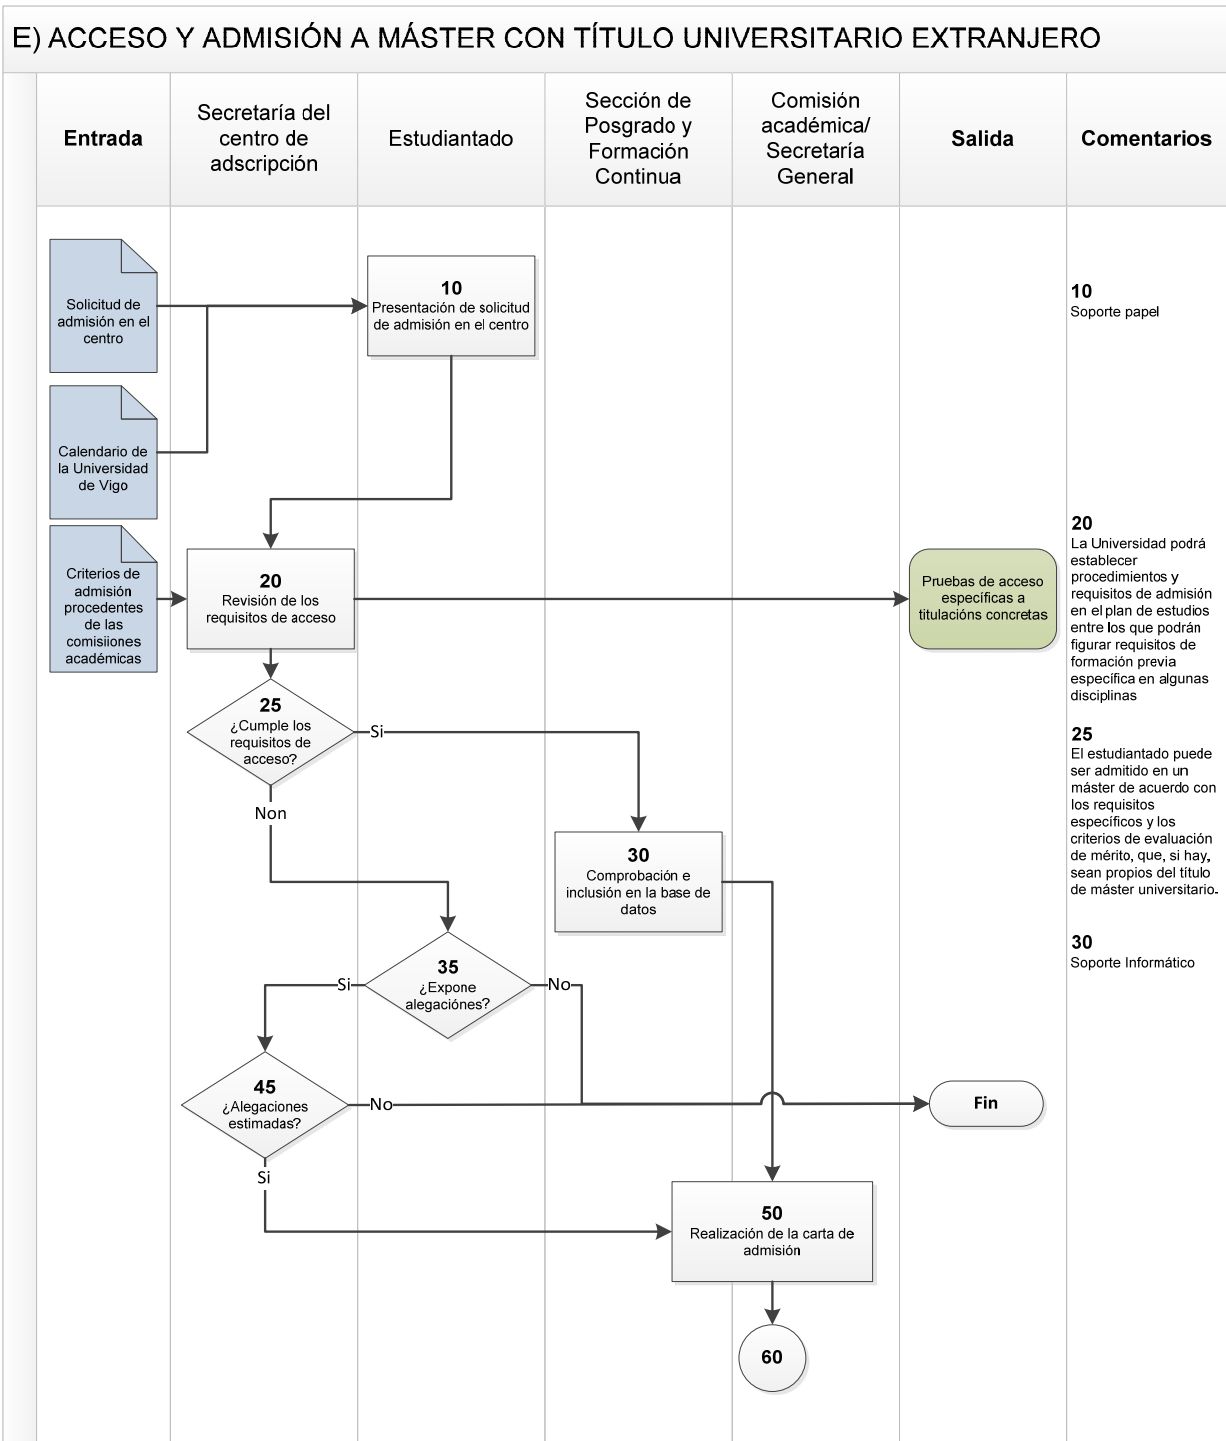 E) ACCESO Y ADMISIÓN A MÁSTER CON TÍTULO UNIVERSITARIO EXTRANJERO
Entrada
Secretaría del
centro de
adscripción
Estudiantado
Sección de
Posgrado y
Formación
Continua
Comisión
académica/
Secretaría
General
Salida
Comentarios
Solicitud de
admisión en el
centro
10
Presentación de solicitud
de admisión en el centro
10
Soporte papel
Calendario de
la Universidad
de Vigo
Criterios de
admisión
procedentes
de las
comisiiones
académicas
20
Revisión de los
requisitos de acceso
Pruebas de acceso
específicas a
titulacións concretas
20
La Universidad podrá
establecer
procedimientos y
requisitos de admisión
en el plan de estudios
entre los que podrán
figurar requisitos de
formación previa
específica en algunas
disciplinas
25
¿Cumple los
requisitos de
acceso?
Si
Non
25
El estudiantado puede
ser admitido en un
máster de acuerdo con
los requisitos
específicos y los
criterios de evaluación
de mérito, que, si hay,
sean propios del título
de máster universitario.
30
Comprobación e
inclusión en la base de
datos
30
Soporte Informático
35
¿Expone
alegaciónes?
Si
No
45
¿Alegaciones
estimadas?
No
Si
Fin
50
Realización de la carta de
admisión
60